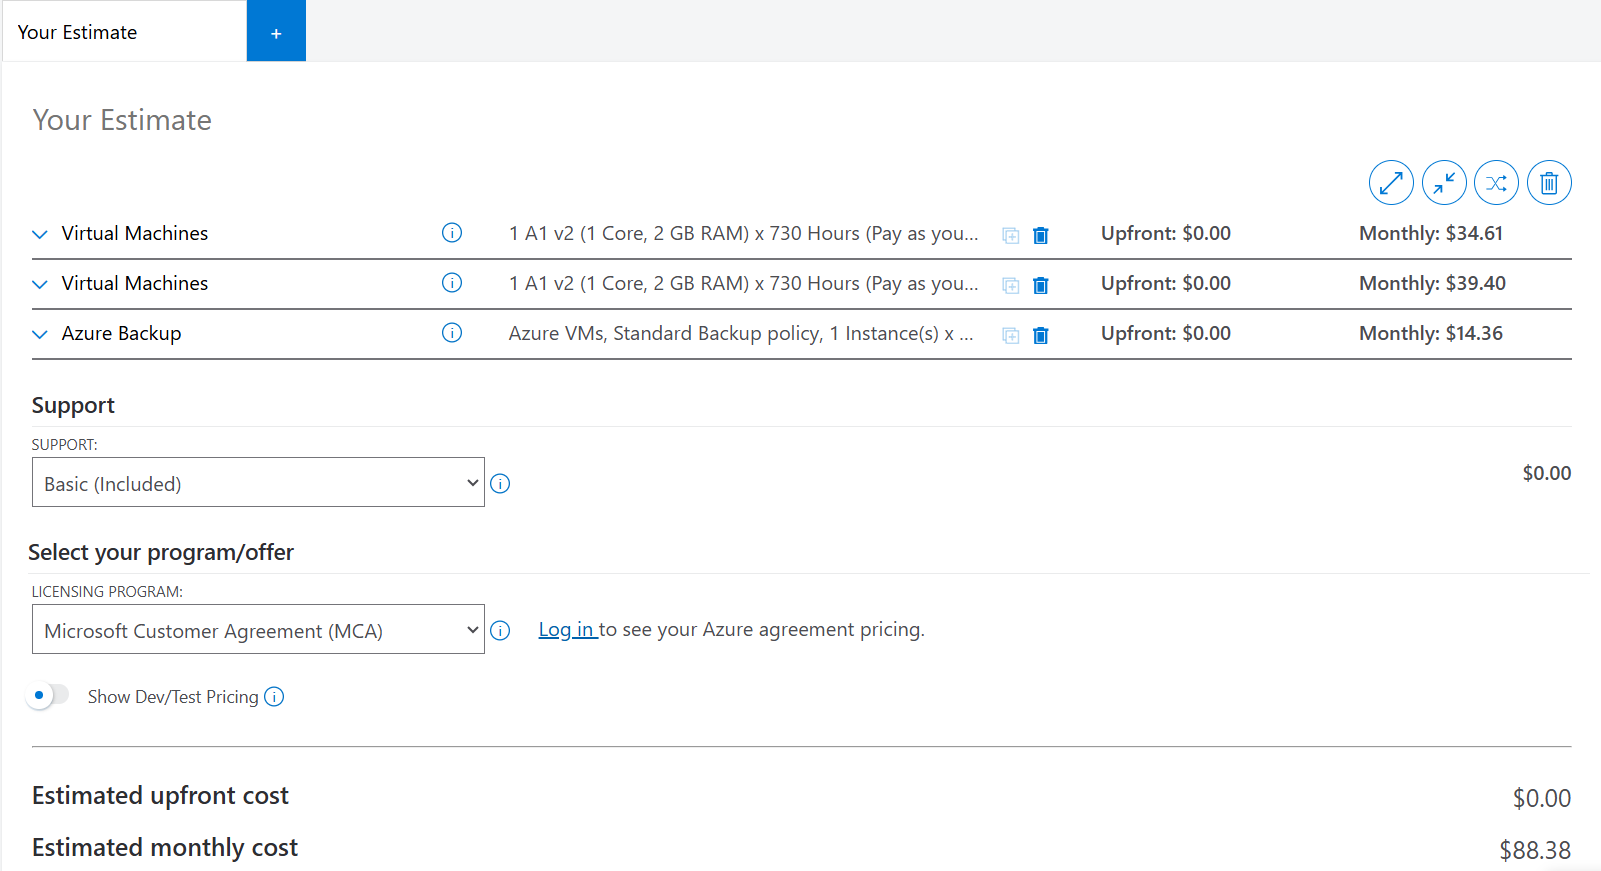 Your Estimate
+
Your Estimate
Virtual Machines 1 A1 v2 (1 Core, 2 GB RAM) x 730 Hours (Pay as you... Upfront: $0.00 Monthly: $34.61
Virtual Machines 1 A1 v2 (1 Core, 2 GB RAM) x 730 Hours (Pay as you... Upfront: $0.00 Monthly: $39.40
Azure Backup Azure VMs, Standard Backup policy, 1 Instance(s) x ... Upfront: $0.00 Monthly: $14.36
Support
SUPPORT:
Basic (Included) $0.00
Select your program/offer
LICENSING PROGRAM:
Microsoft Customer Agreement (MCA) Log in to see your Azure agreement pricing.
Show Dev/Test Pricing
Estimated upfront cost $0.00
Estimated monthly cost $88.38